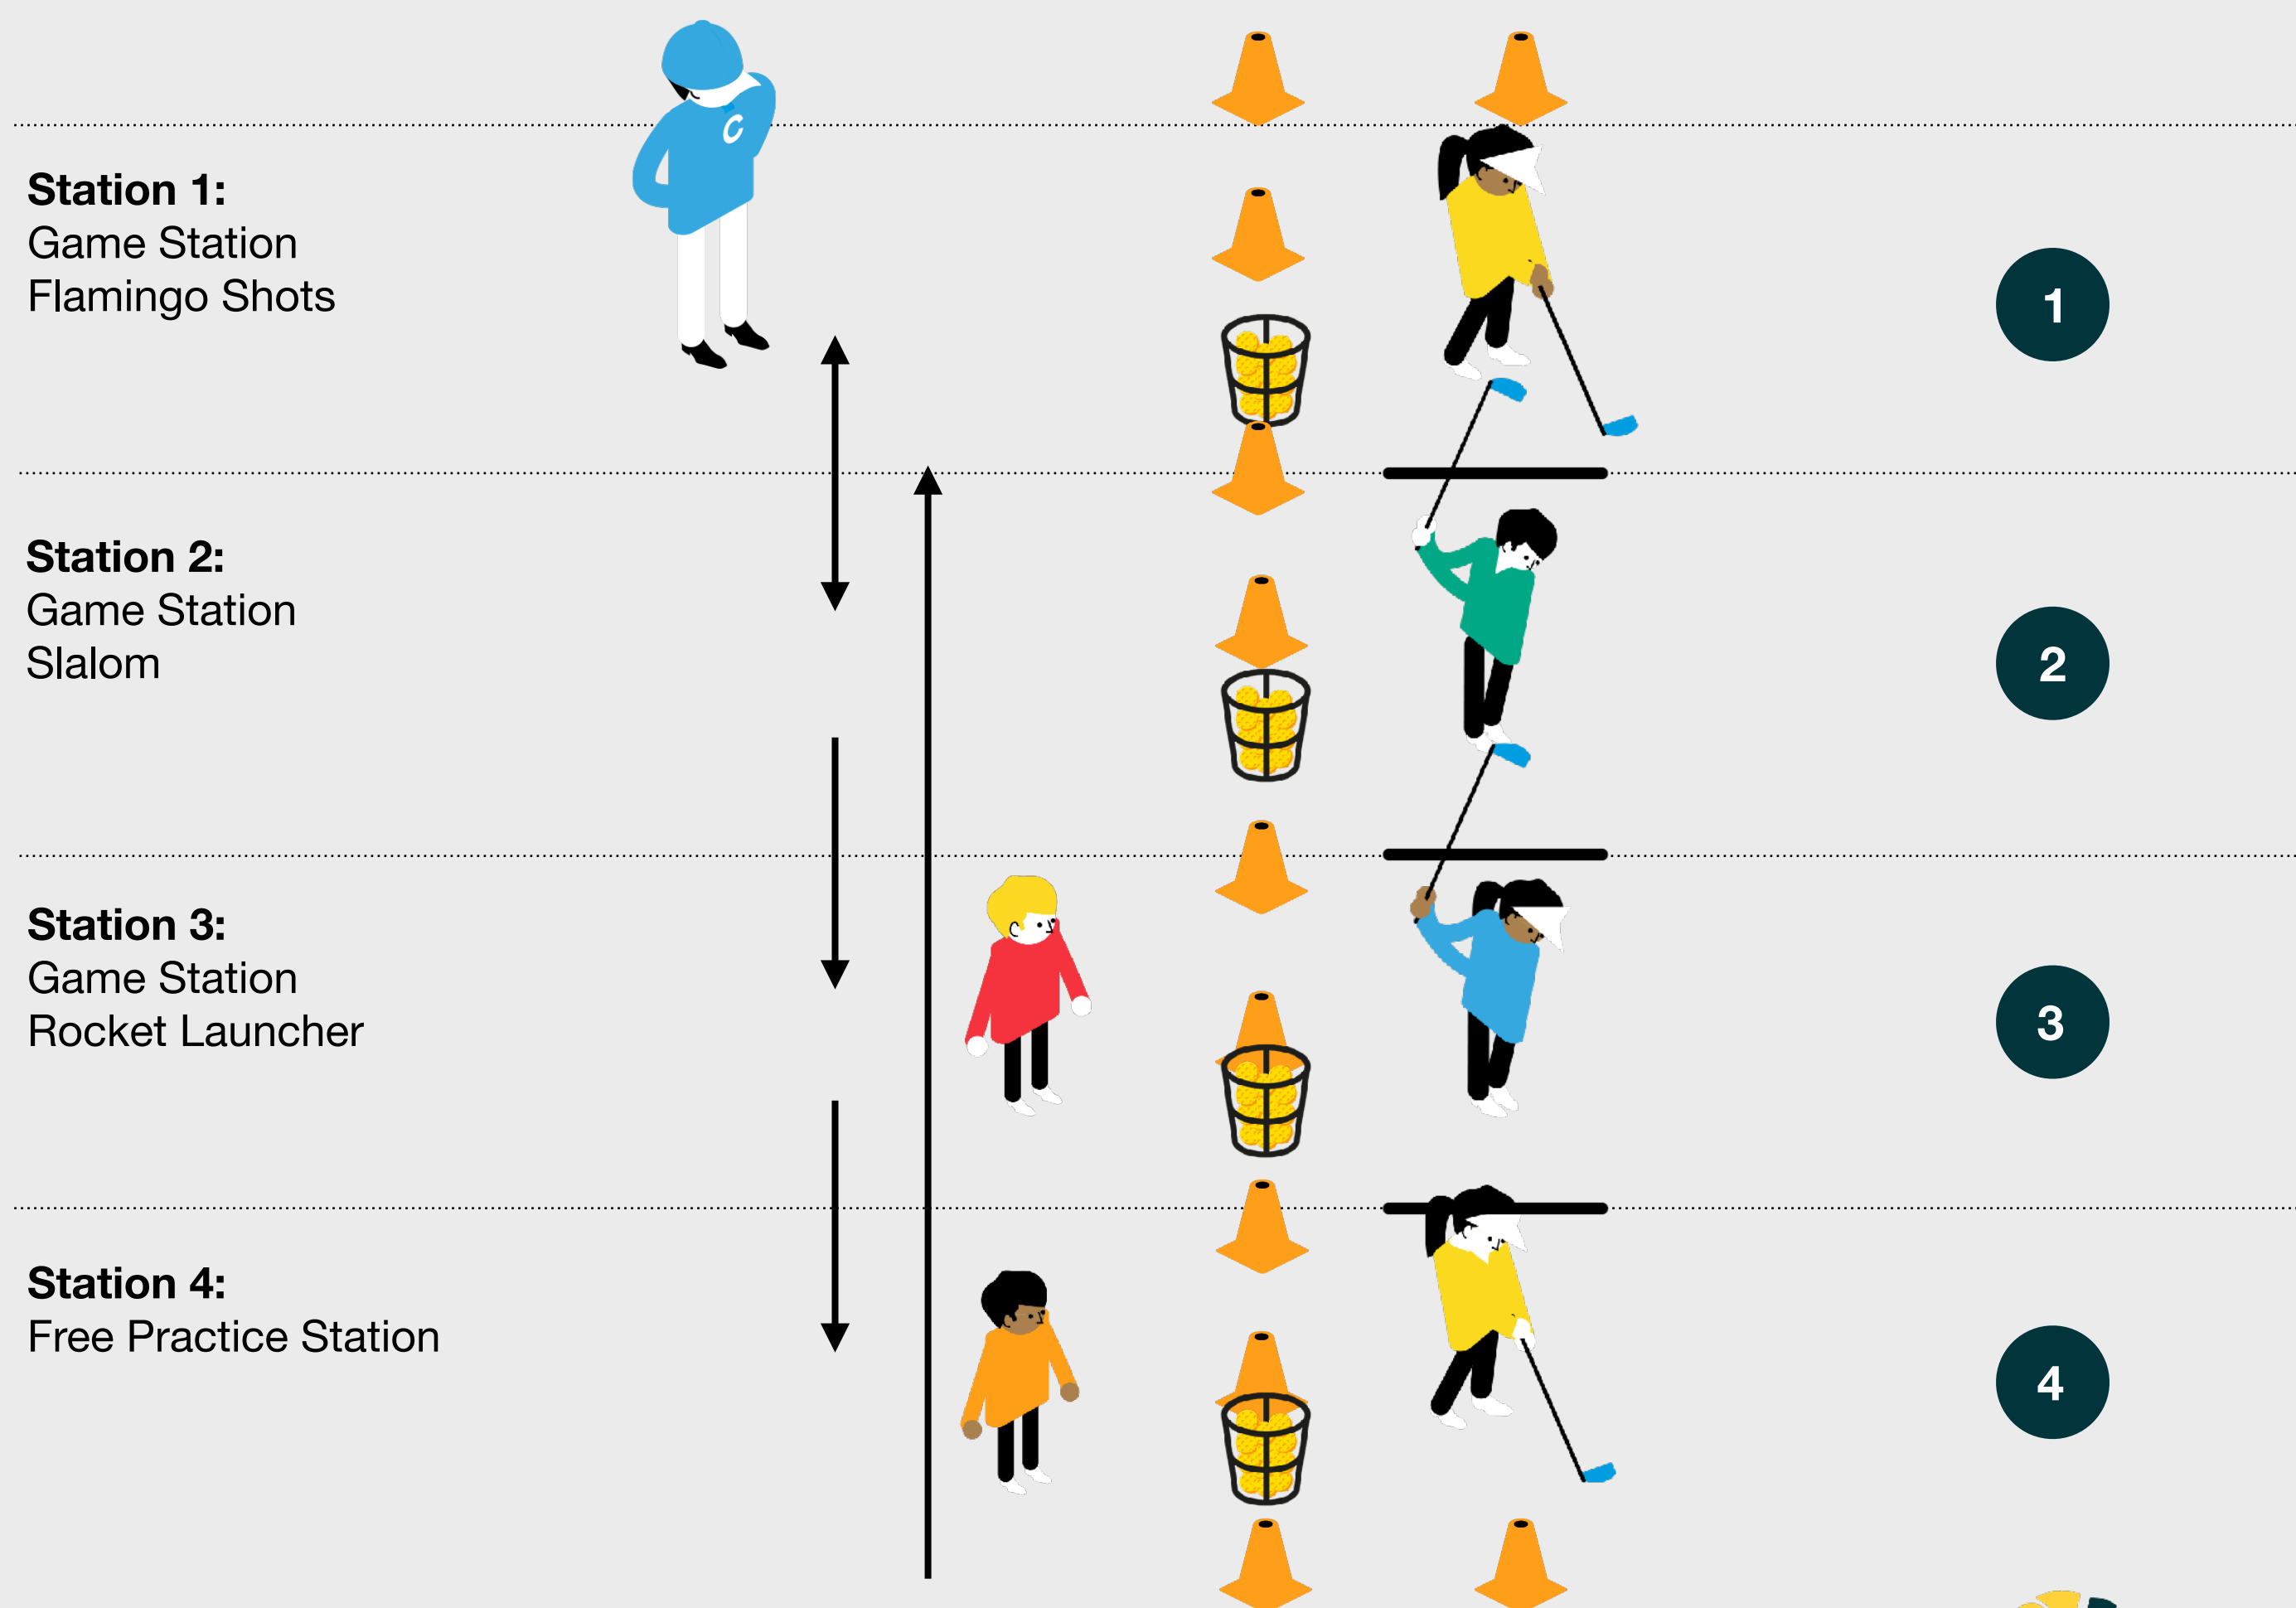 C
Station 1:
Game Station
Flamingo Shots
1
Station 2:
Game Station
Slalom
2
Station 3:
Game Station
Rocket Launcher
3
Station 4:
Free Practice Station
4